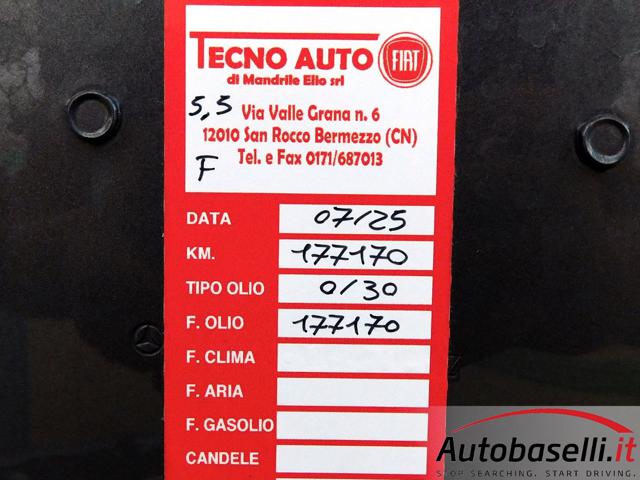 TECNO AUTO
FIAT
di Mandrile Elio srl
5,5
Via Valle Grana n. 6
12010 San Rocco Bermezzo (CN)
F
Tel. e Fax 0171/687013
DATA 07/25
KM. 177170
TIPO OLIO 0/30
F. OLIO 177170
F. CLIMA
F. ARIA
F. GASOLIO
CANDELE
Autobaselli.it
STOP SEARCHING. START DRIVING.